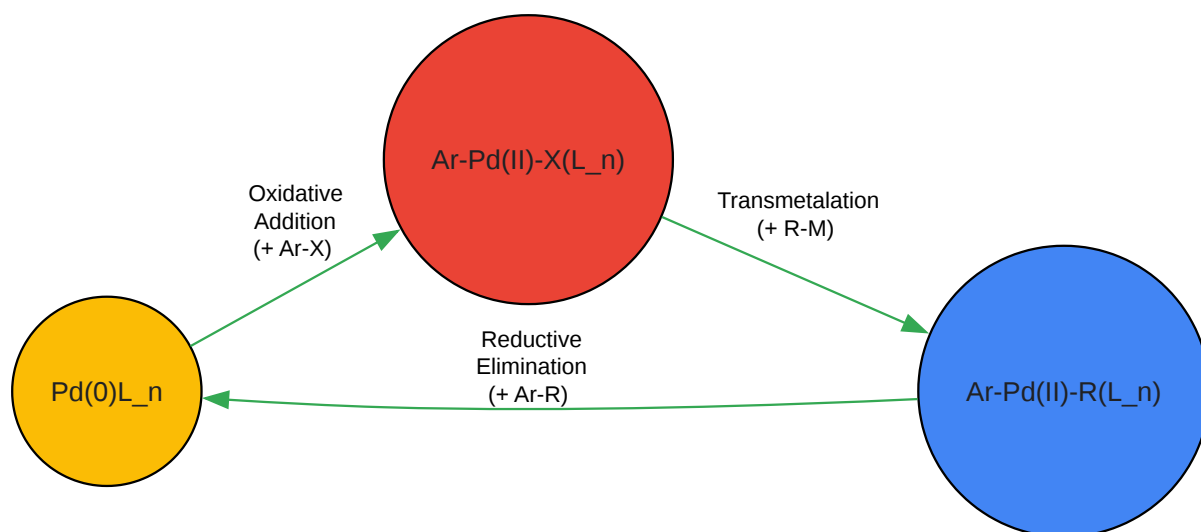 Ar-Pd(II)-X(L_n)
Oxidative
Addition
(+ Ar-X)
Transmetalation
(+ R-M)
Reductive
Elimination
(+ Ar-R)
Pd(0)L_n
Ar-Pd(II)-R(L_n)